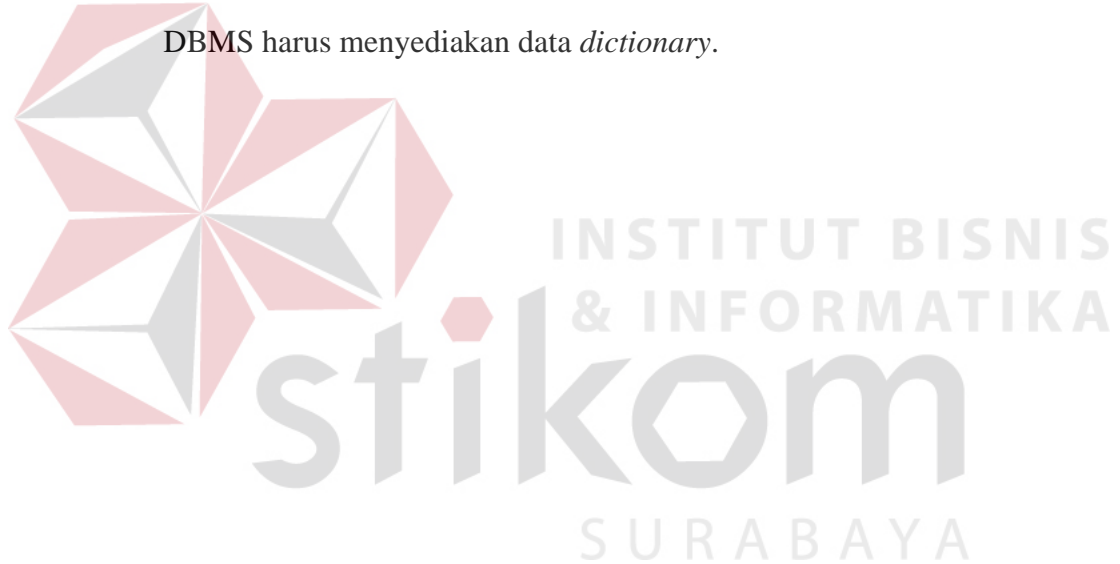 DBMS harus menyediakan data dictionary.
INSTITUT BISNIS
& INFORMATIKA
stikom
SURABAYA